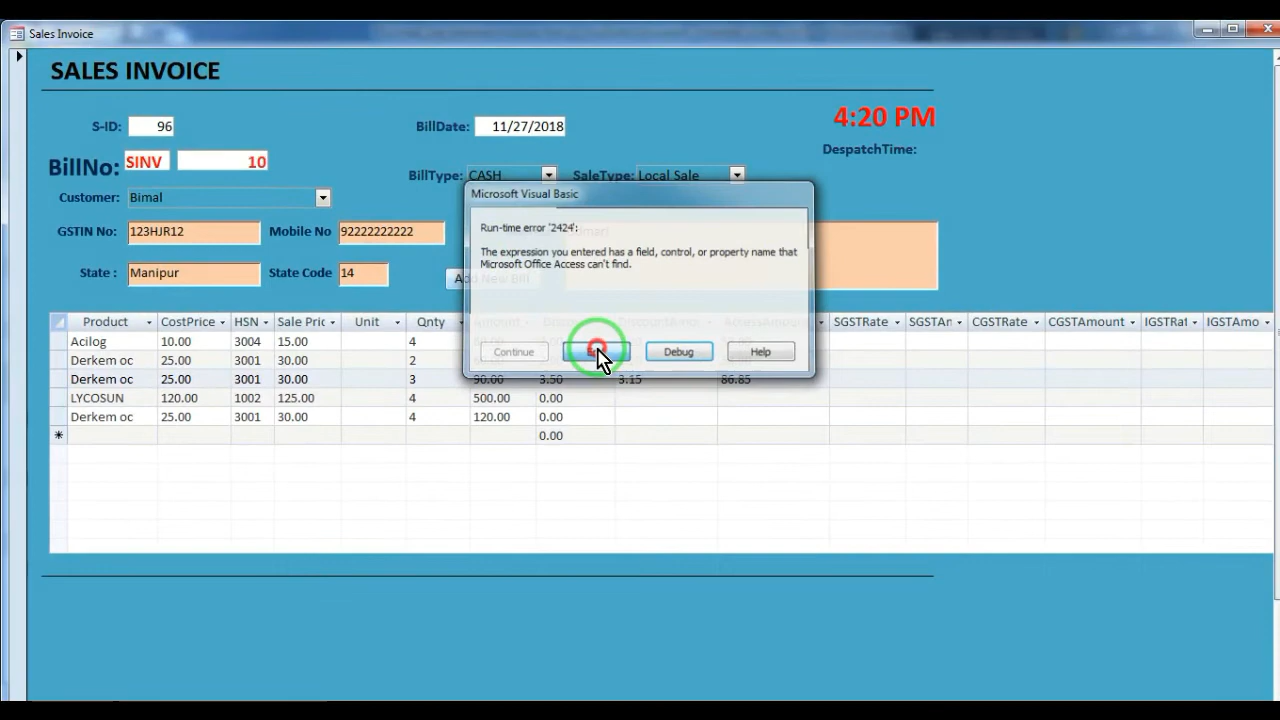 Sales Invoice
SALES INVOICE
4:20 PM
S-ID: 96
BillDate: 11/27/2018
DespatchTime:
BillNo: SINV 10
BillType: CASH SaleType: Local Sale
Customer: Bimal
Microsoft Visual Basic
GSTIN No: 123HJR12 Mobile No 92222222222
Run-time error '2424':
The expression you entered has a field, control, or property name that
Microsoft Office Access can't find.
State : Manipur State Code 14
Add New Bill
Product CostPrice HSN Sale Pric Unit Qnty Amount SGSTRate SGSTAr CGSTRate CGSTAmount IGSTRat IGSTAmo
Continue Debug Help
Acilog 10.00 3004 15.00 4
Derkem oc 25.00 3001 30.00 2
Derkem oc 25.00 3001 30.00 3 90.00 3.50 3.15 86.85
LYCOSUN 120.00 1002 125.00 4 500.00 0.00
Derkem oc 25.00 3001 30.00 4 120.00 0.00
0.00